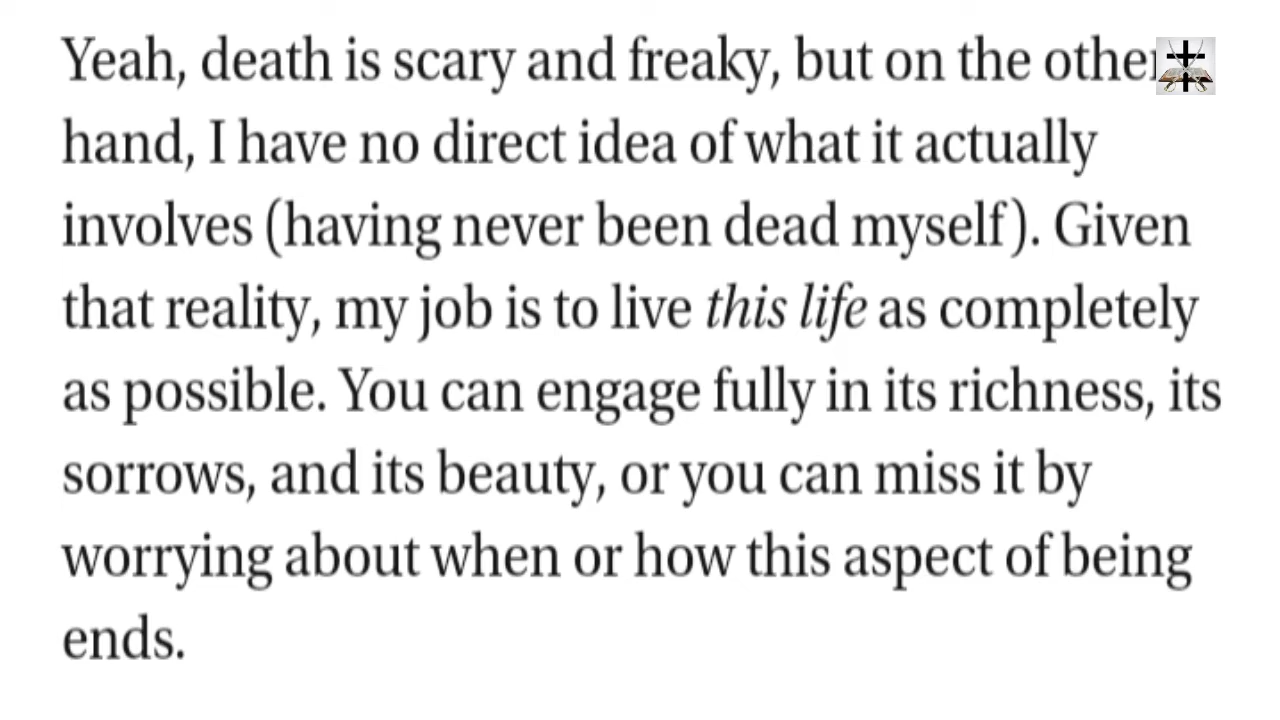 Yeah, death is scary and freaky, but on the other
hand, I have no direct idea of what it actually
involves (having never been dead myself). Given
that reality, my job is to live this life as completely
as possible. You can engage fully in its richness, its
sorrows, and its beauty, or you can miss it by
worrying about when or how this aspect of being
ends.